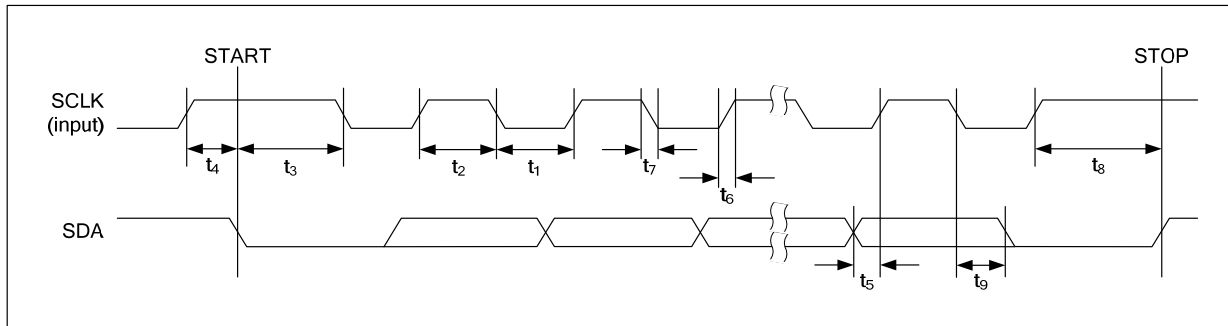 START
STOP
SCLK
(input)
t4
t3
t2
t1
t7
t6
t8
SDA
t5
t9